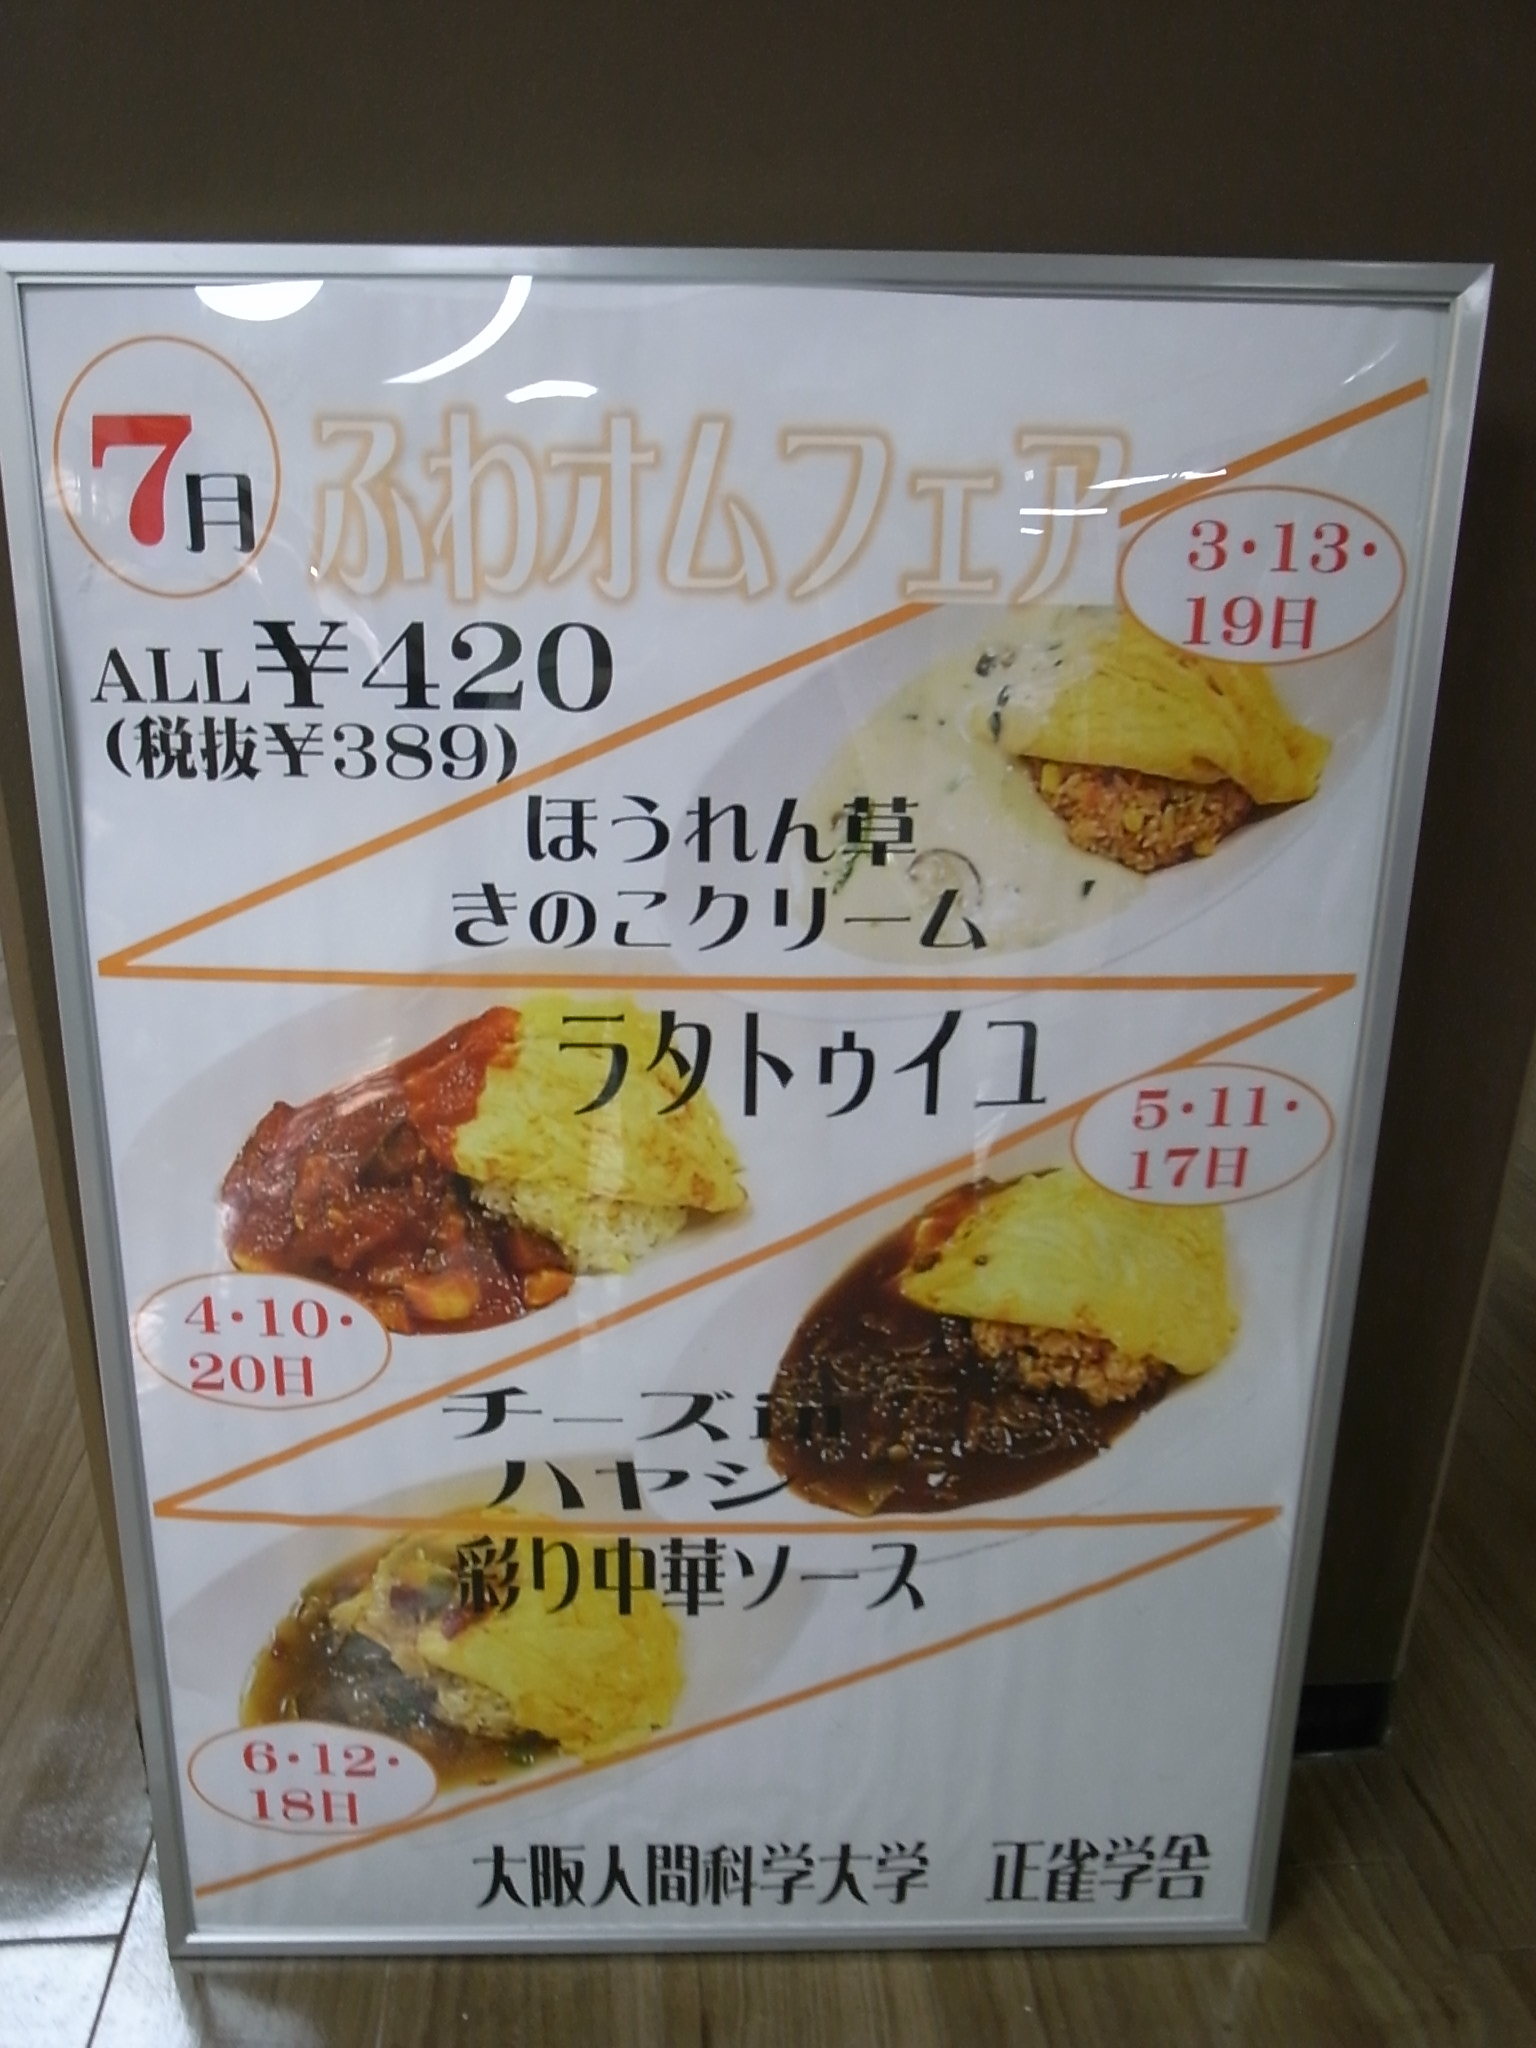 7月
ふわオムフェア
ALL¥420
(税抜¥389)
3・13・
19日
ほうれん草
きのこクリーム
ラタトゥイユ
4・10・
20日
5・11・
17日
チーズin
ハヤシ
彩り中華ソース
6・12・
18日
大阪人間科学大学 正雀学舎